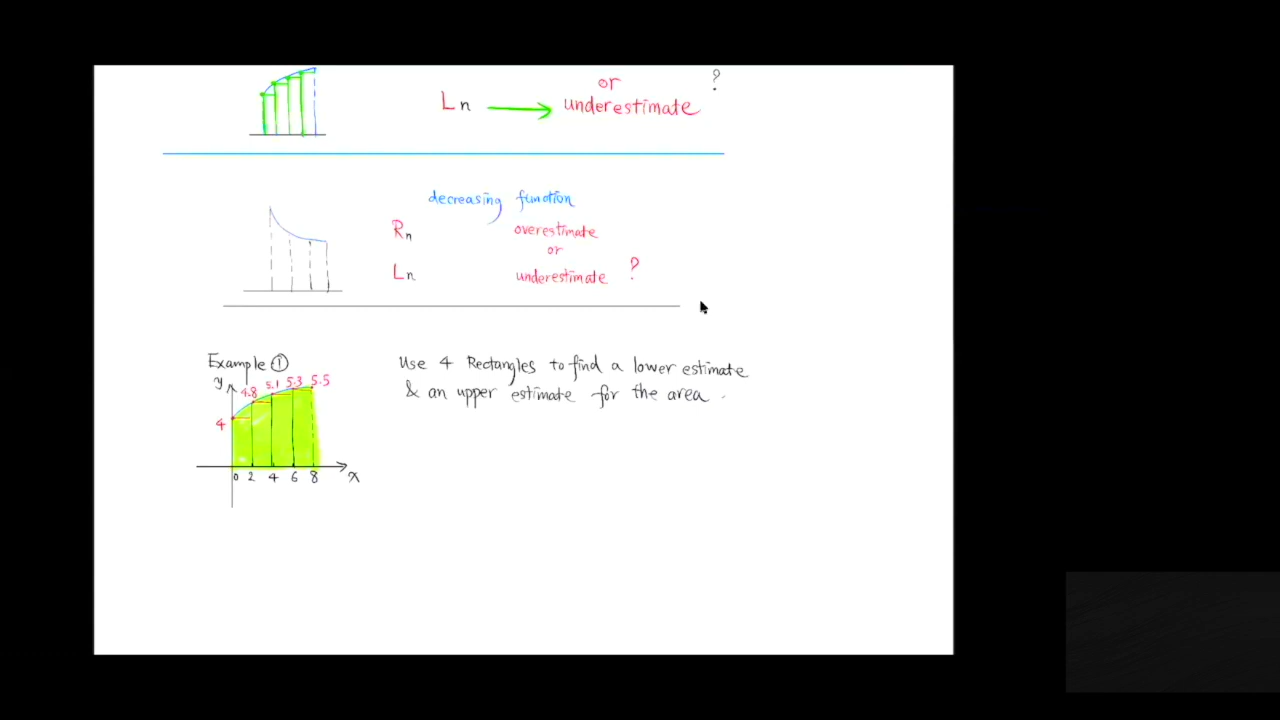 or
?
Ln
underestimate
decreasing function
Rn
overestimate
or
Ln
underestimate ?
Example ①
Use 4 Rectangles to find a lower estimate
& an upper estimate for the area.
y
4
4.8
5.1
5.3
5.5
0 2 4 6 8
x